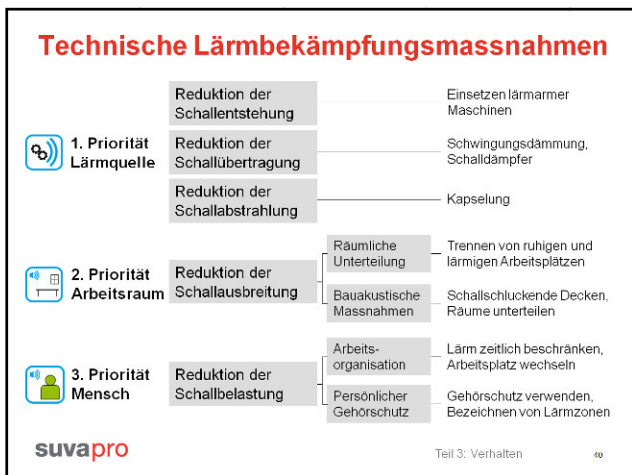 Technische Lärmbekämpfungsmassnahmen
Reduktion der
Schallentstehung
Einsetzen lärmarmer
Maschinen
1. Priorität
Lärmquelle
Reduktion der
Schallübertragung
Schwingungsdämmung,
Schalldämpfer
Reduktion der
Schallabstrahlung
Kapselung
2. Priorität
Arbeitsraum
Reduktion der
Schallausbreitung
Räumliche
Unterteilung
Trennen von ruhigen und
lärmigen Arbeitsplätzen
Bauakustische
Massnahmen
Schallschluckende Decken,
Räume unterteilen
3. Priorität
Mensch
Reduktion der
Schallbelastung
Arbeits-
organisation
Lärm zeitlich beschränken,
Arbeitsplatz wechseln
Persönlicher
Gehörschutz
Gehörschutz verwenden,
Bezeichnen von Lärmzonen
suvapro
Teil 3: Verhalten
40